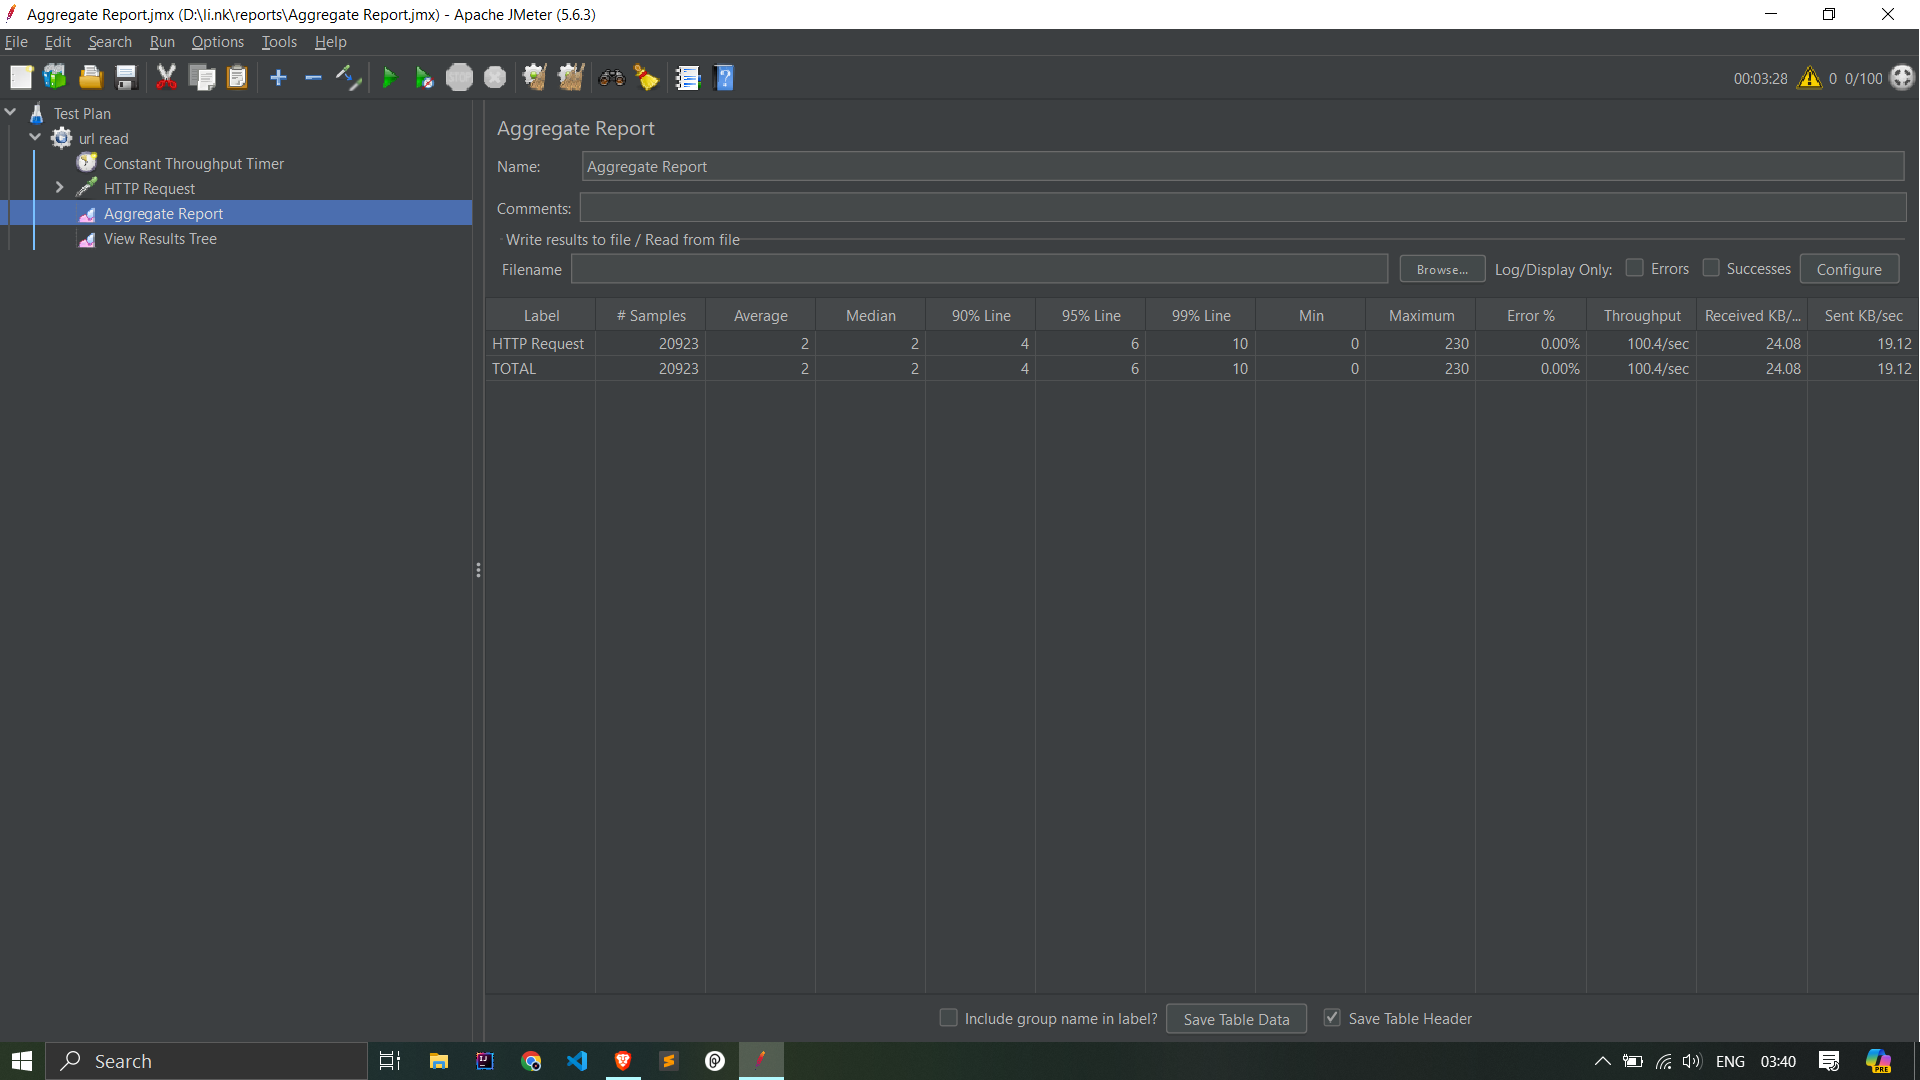 Aggregate Report.jmx (D:\li.nk\reports\Aggregate Report.jmx) - Apache JMeter (5.6.3)
File Edit Search Run Options Tools Help
STOP 00:03:28 0 0/100
Test Plan
url read
Constant Throughput Timer
HTTP Request
Aggregate Report
View Results Tree
Aggregate Report
Name: Aggregate Report
Comments:
Write results to file / Read from file
Filename Browse... Log/Display Only: Errors Successes Configure
Label # Samples Average Median 90% Line 95% Line 99% Line Min Maximum Error % Throughput Received KB/... Sent KB/sec
HTTP Request 20923 2 2 4 6 10 0 230 0.00% 100.4/sec 24.08 19.12
TOTAL 20923 2 2 4 6 10 0 230 0.00% 100.4/sec 24.08 19.12
Include group name in label? Save Table Data Save Table Header
Search ENG 03:40 PRE